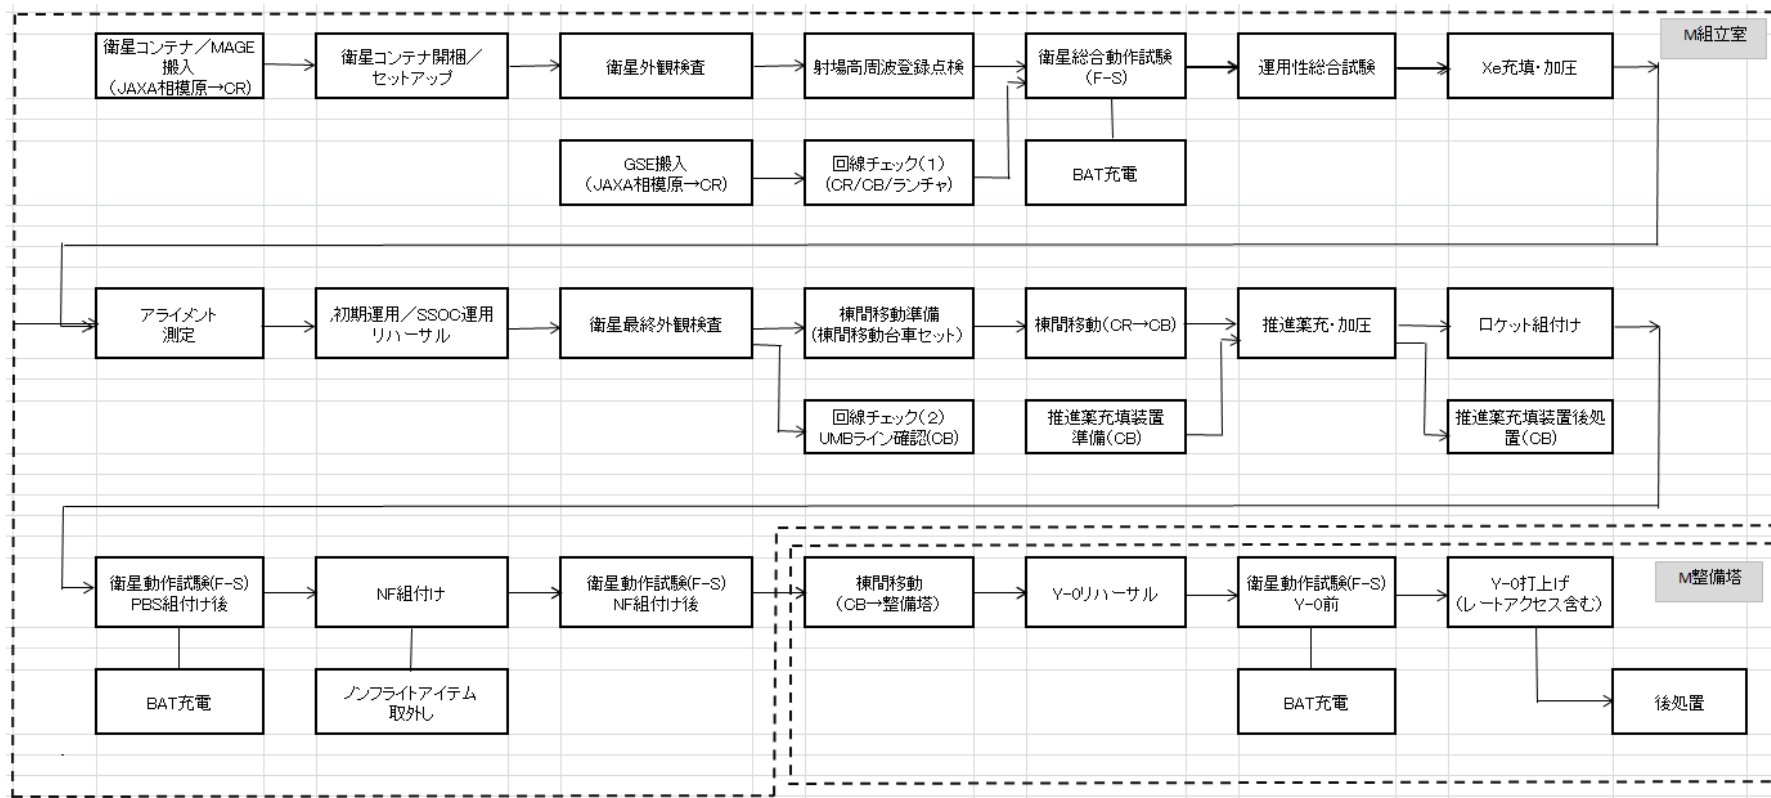 M組立室
衛星コンテナ／MAGE
搬入
(JAXA相模原→CR)
衛星コンテナ開梱／
セットアップ
衛星外観検査
射場高周波登録点検
衛星総合動作試験
(F-S)
運用性総合試験
Xe充填・加圧
GSE搬入
(JAXA相模原→CR)
回線チェック(1)
(CR/CB/ランチャ)
BAT充電
アライメント
測定
初期運用／SSOC運用
リハーサル
衛星最終外観検査
棟間移動準備
(棟間移動台車セット)
棟間移動(CR→CB)
推進薬充・加圧
ロケット組付け
回線チェック(2)
UMBライン確認(CB)
推進薬充填装置
準備(CB)
推進薬充填装置後処
置(CB)
M整備塔
衛星動作試験(F-S)
PBS組付け後
NF組付け
衛星動作試験(F-S)
NF組付け後
棟間移動
(CB→整備塔)
Y-0リハーサル
衛星動作試験(F-S)
Y-0前
Y-0打上げ
(レートアクセス含む)
BAT充電
ノンフライトアイテム
取外し
BAT充電
後処置